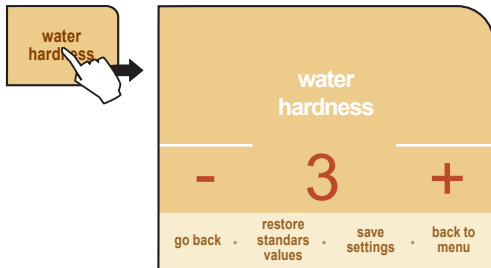 water
hardness
water
hardness
- 3 +
go back • restore standars values • save settings • back to menu